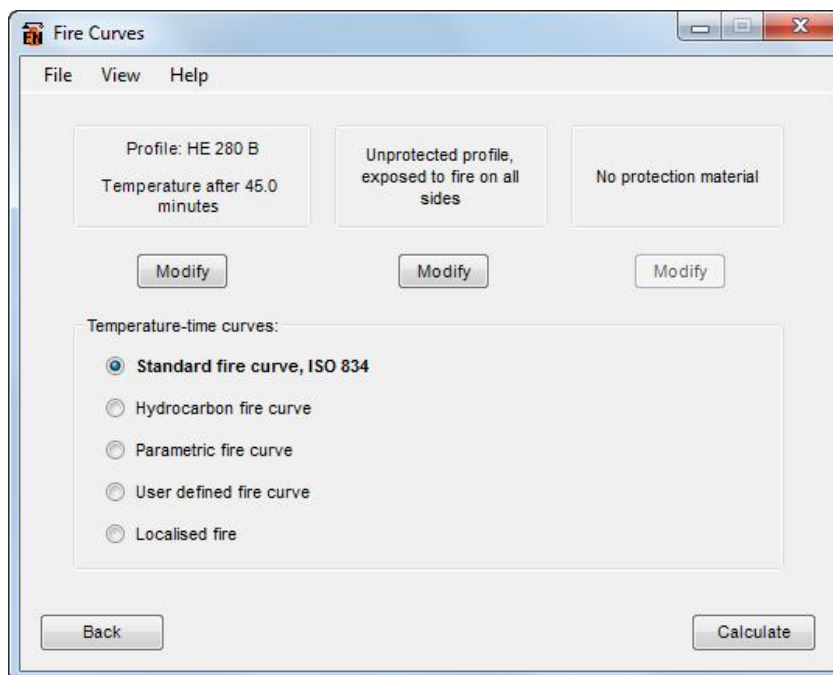 EN
Fire Curves
File View Help
Profile: HE 280 B
Temperature after 45.0
minutes
Unprotected profile,
exposed to fire on all
sides
No protection material
Modify
Modify
Modify
Temperature-time curves:
Standard fire curve, ISO 834
Hydrocarbon fire curve
Parametric fire curve
User defined fire curve
Localised fire
Back
Calculate